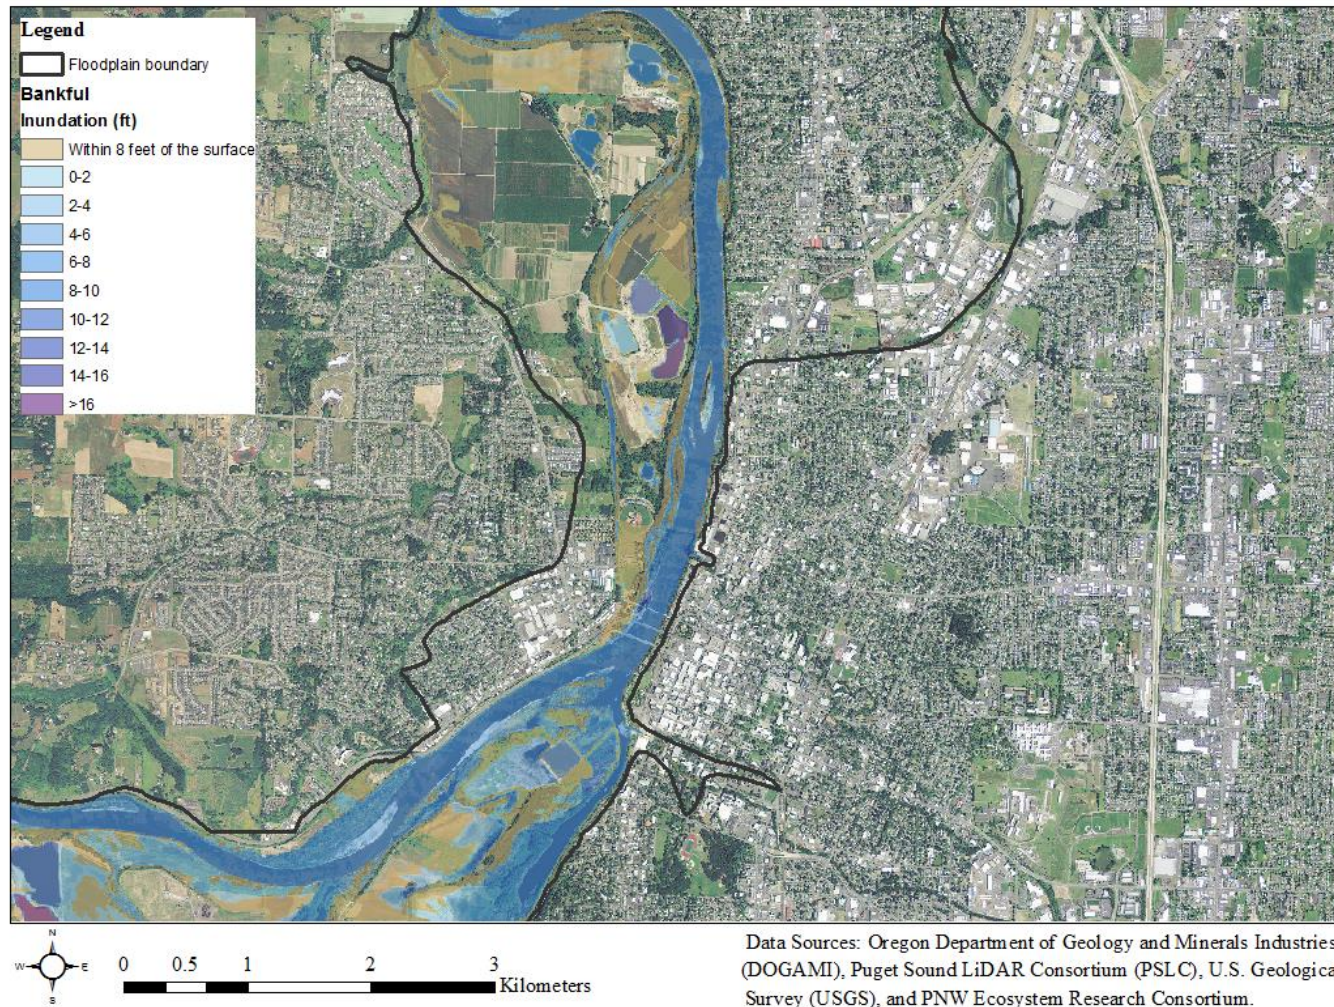 Legend
Floodplain boundary
Bankful
Inundation (ft)
Within 8 feet of the surface
0-2
2-4
4-6
6-8
8-10
10-12
12-14
14-16
>16
N
W E
S
0 0.5 1 2 3
Kilometers
Data Sources: Oregon Department of Geology and Minerals Industries
(DOGAMI), Puget Sound LiDAR Consortium (PSLC), U.S. Geological
Survey (USGS), and PNW Ecosystem Research Consortium.